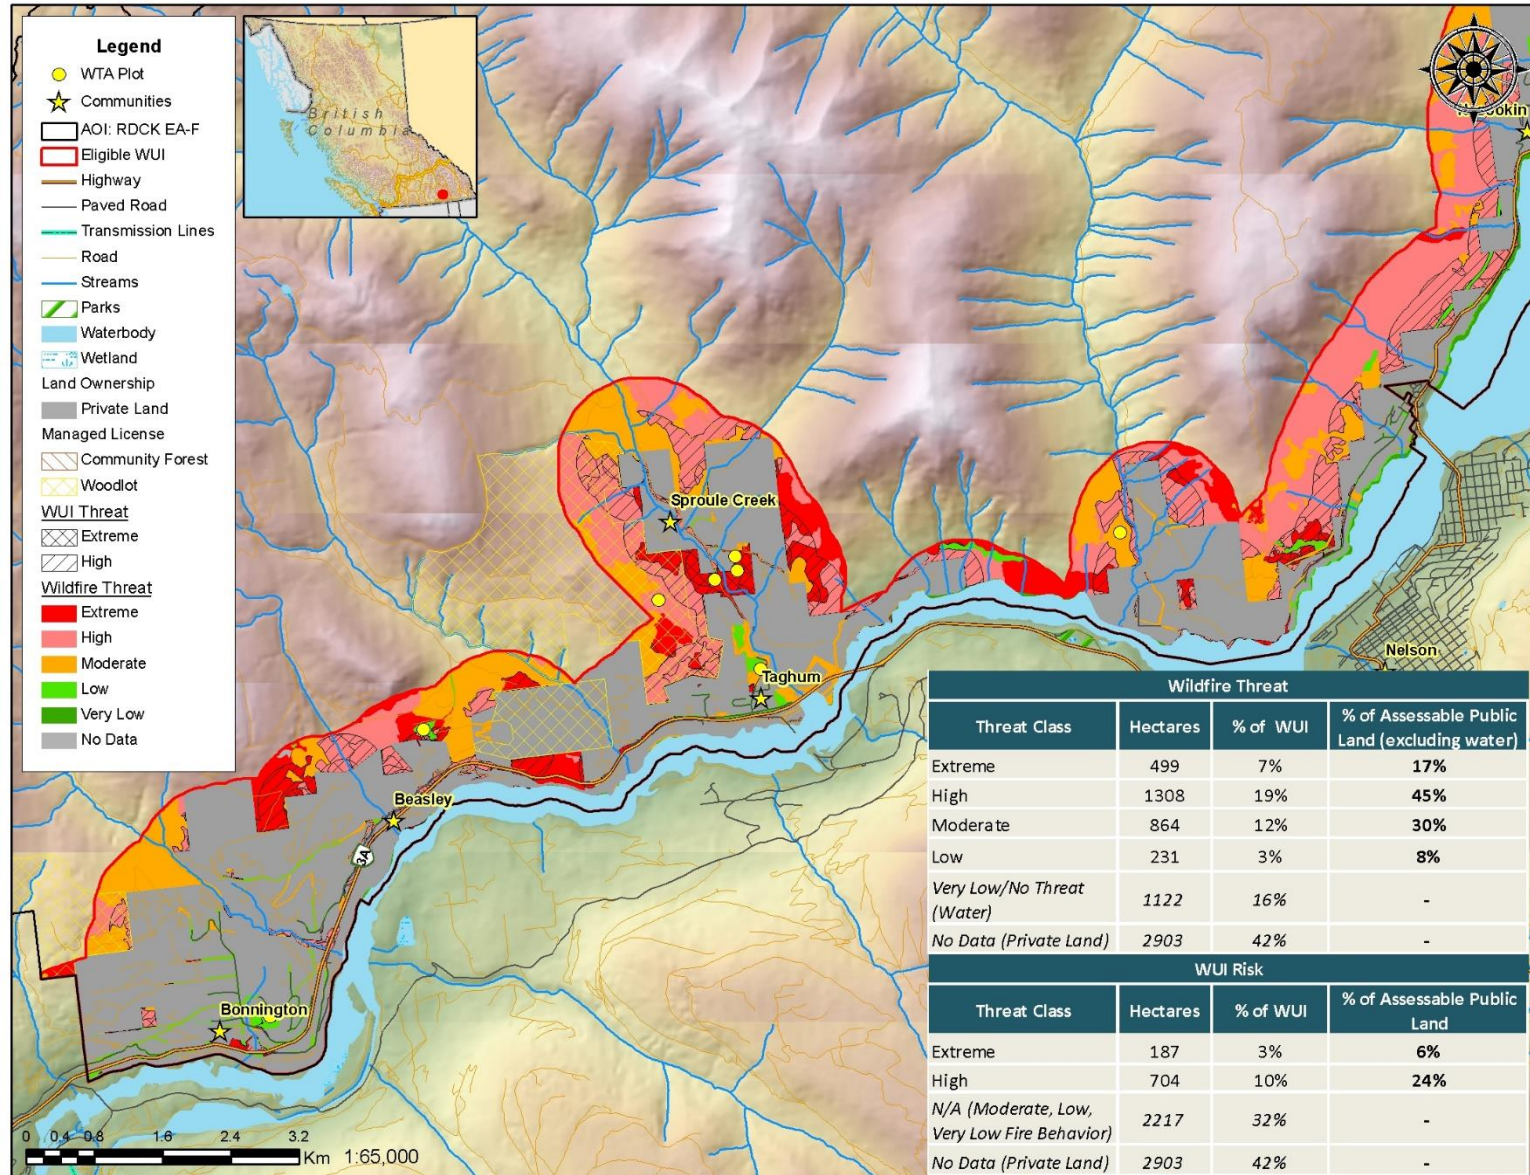 Legend
WTA Plot
Communities
AOI: RDCK EA-F
Eligible WUI
Highway
Paved Road
Transmission Lines
Road
Streams
Parks
Waterbody
Wetland
Land Ownership
Private Land
Managed License
Community Forest
Woodlot
WUI Threat
Extreme
High
Wildfire Threat
Extreme
High
Moderate
Low
Very Low
No Data
British
Columbia
Sproule Creek
Taghum
Beasley
3A
Bonnington
Nelson
0 0.4 0.8 1.6 2.4 3.2
Km 1:65,000
Wildfire Threat
Threat Class Hectares % of WUI % of Assessable Public
Land (excluding water)
Extreme 499 7% 17%
High 1308 19% 45%
Moderate 864 12% 30%
Low 231 3% 8%
Very Low/No Threat
(Water) 1122 16% -
No Data (Private Land) 2903 42% -
WUI Risk
Threat Class Hectares % of WUI % of Assessable Public
Land
Extreme 187 3% 6%
High 704 10% 24%
N/A (Moderate, Low,
Very Low Fire Behavior) 2217 32% -
No Data (Private Land) 2903 42% -